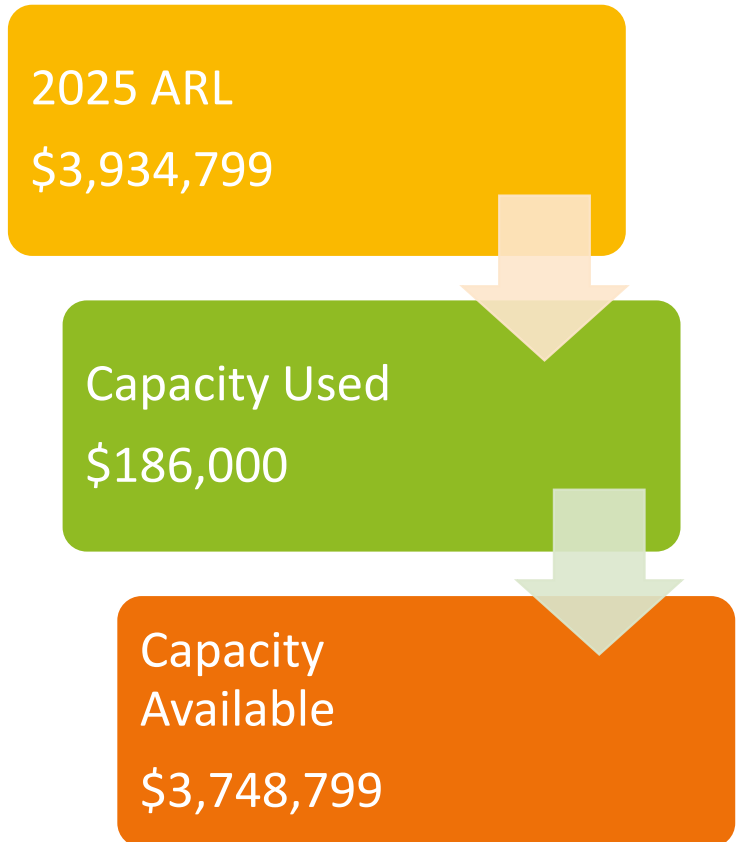 2025 ARL
$3,934,799
Capacity Used
$186,000
Capacity
Available
$3,748,799